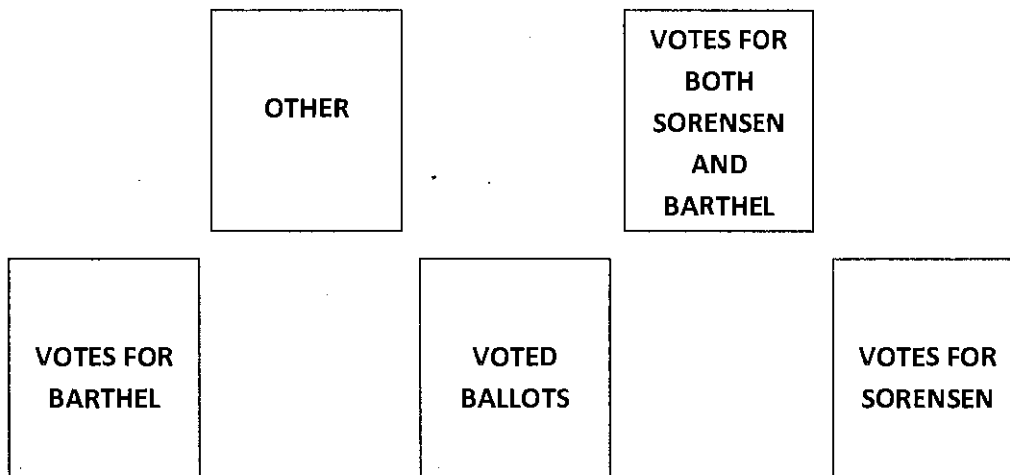 OTHER
VOTES FOR
BOTH
SORENSEN
AND
BARTHEL
VOTES FOR
BARTHEL
VOTED
BALLOTS
VOTES FOR
SORENSEN